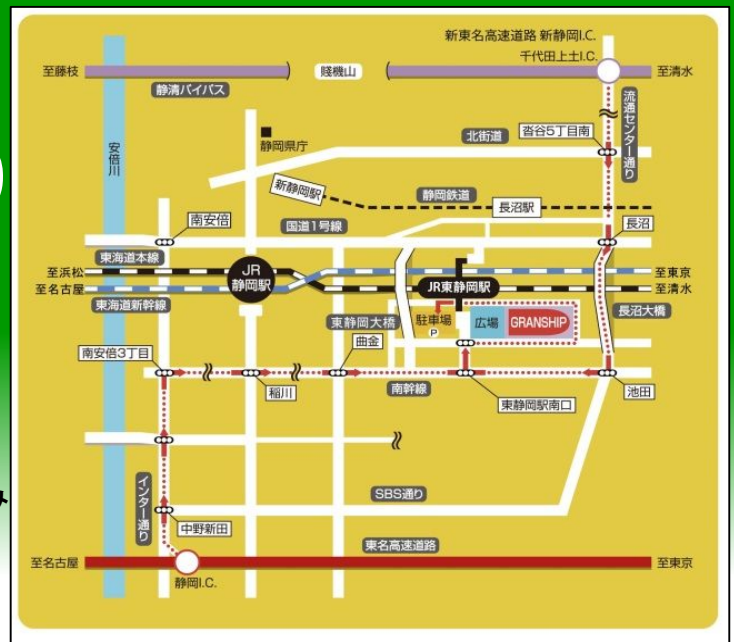 新東名高速道路 新静岡I.C.
千代田上土I.C.
至藤枝
賤機山
至清水
静清バイパス
流通センター通り
沓谷5丁目南
北街道
静岡県庁
安倍川
新静岡駅
静岡鉄道
長沼駅
南安倍
国道1号線
長沼
東海道本線
至浜松
至名古屋
東海道新幹線
JR
静岡駅
JR東静岡駅
至東京
至清水
東静岡大橋
駐車場
P
広場
GRANSHIP
長沼大橋
南安倍3丁目
曲金
稲川
南幹線
東静岡駅南口
池田
インター通り
SBS通り
中野新田
東名高速道路
至名古屋
至東京
静岡I.C.